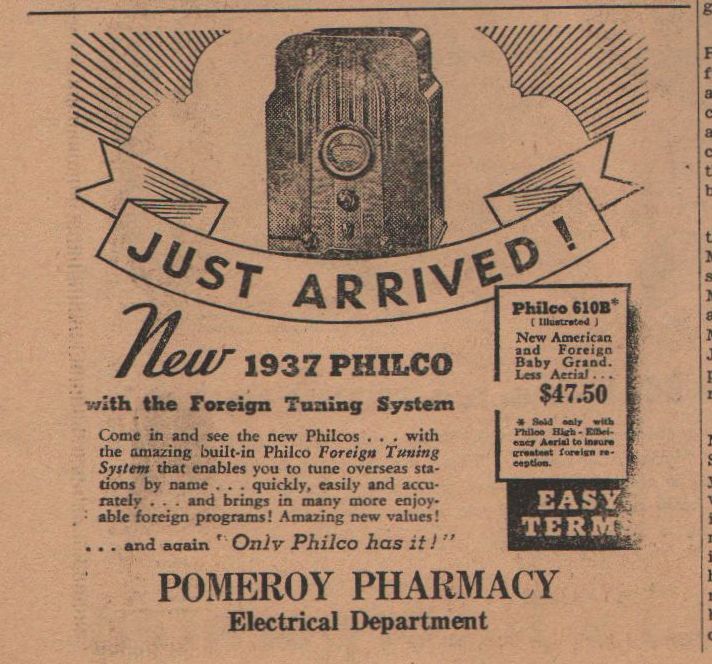 JUST ARRIVED!
New 1937 PHILCO
with the Foreign Tuning System
Come in and see the new Philcos . . . with
the amazing built-in Philco Foreign Tuning
System that enables you to tune overseas sta-
tions by name . . . quickly, easily and accu-
rately . . . and brings in many more enjoy-
able foreign programs! Amazing new values!
. . . and again "Only Philco has it!"
Philco 610B*
( Illustrated )
New American
and Foreign
Baby Grand.
Less Aerial . . .
$47.50
* Sold only with
Philco High-Effici-
ency Aerial to insure
greatest foreign re-
ception.
EASY
TERMS
POMEROY PHARMACY
Electrical Department